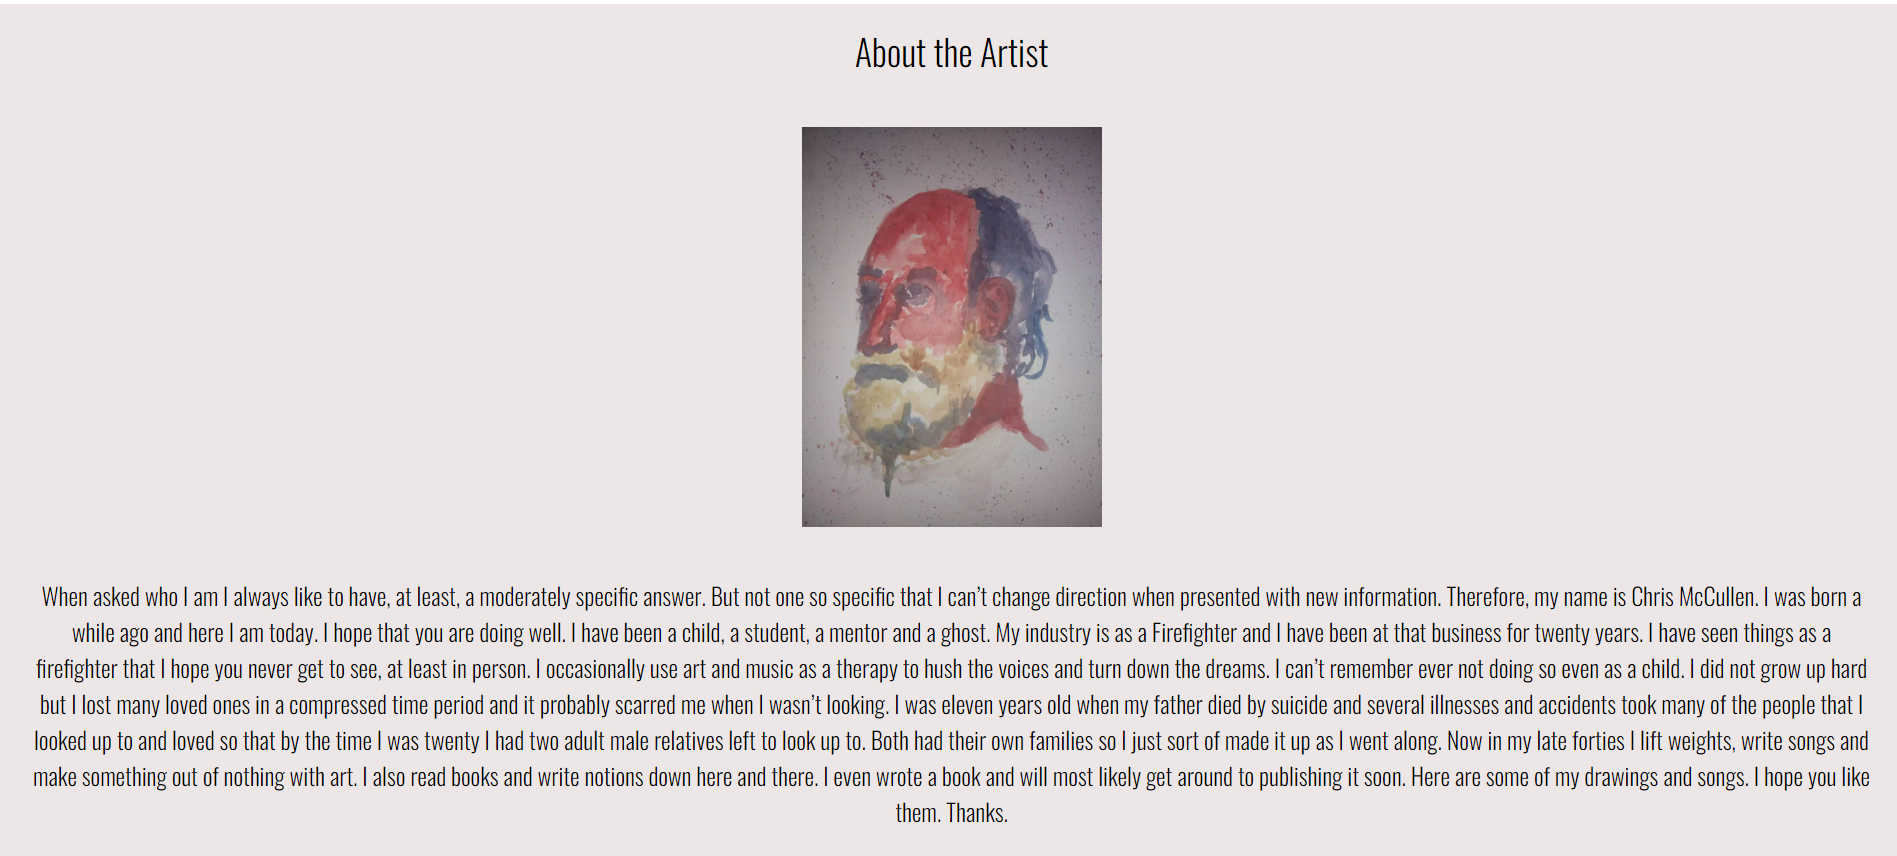 About the Artist
When asked who I am I always like to have, at least, a moderately specific answer. But not one so specific that I can’t change direction when presented with new information. Therefore, my name is Chris McCullen. I was born a
while ago and here I am today. I hope that you are doing well. I have been a child, a student, a mentor and a ghost. My industry is as a Firefighter and I have been at that business for twenty years. I have seen things as a
firefighter that I hope you never get to see, at least in person. I occasionally use art and music as a therapy to hush the voices and turn down the dreams. I can’t remember ever not doing so even as a child. I did not grow up hard
but I lost many loved ones in a compressed time period and it probably scarred me when I wasn’t looking. I was eleven years old when my father died by suicide and several illnesses and accidents took many of the people that I
looked up to and loved so that by the time I was twenty I had two adult male relatives left to look up to. Both had their own families so I just sort of made it up as I went along. Now in my late forties I lift weights, write songs and
make something out of nothing with art. I also read books and write notions down here and there. I even wrote a book and will most likely get around to publishing it soon. Here are some of my drawings and songs. I hope you like
them. Thanks.